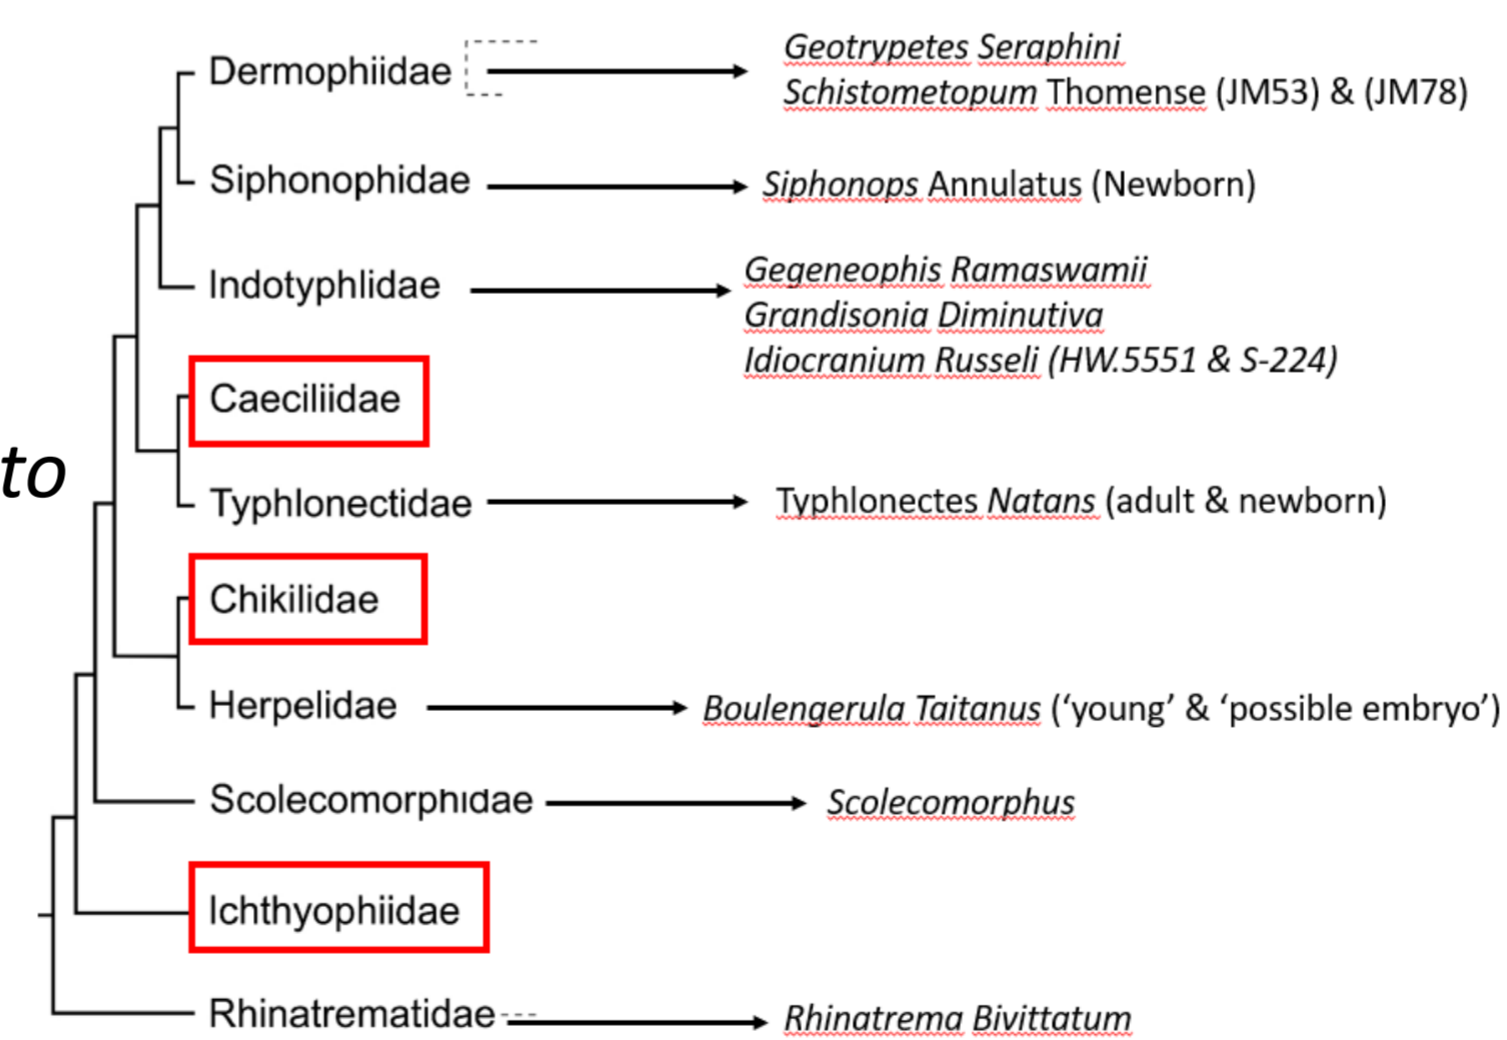 Dermophiidae
Geotrypetes Seraphini
Schistometopum Thomense (JM53) & (JM78)
Siphonophidae
Siphonops Annulatus (Newborn)
Indotyphlidae
Gegeneophis Ramaswamii
Grandisonia Diminutiva
Idiocranium Russeli (HW.5551 & S-224)
Caeciliidae
to
Typhlonectidae
Typhlonectes Natans (adult & newborn)
Chikilidae
Herpelidae
Boulengerula Taitanus (‘young’ & ‘possible embryo’)
Scolecomorphidae
Scolecomorphus
Ichthyophiidae
Rhinatrematidae
Rhinatrema Bivittatum